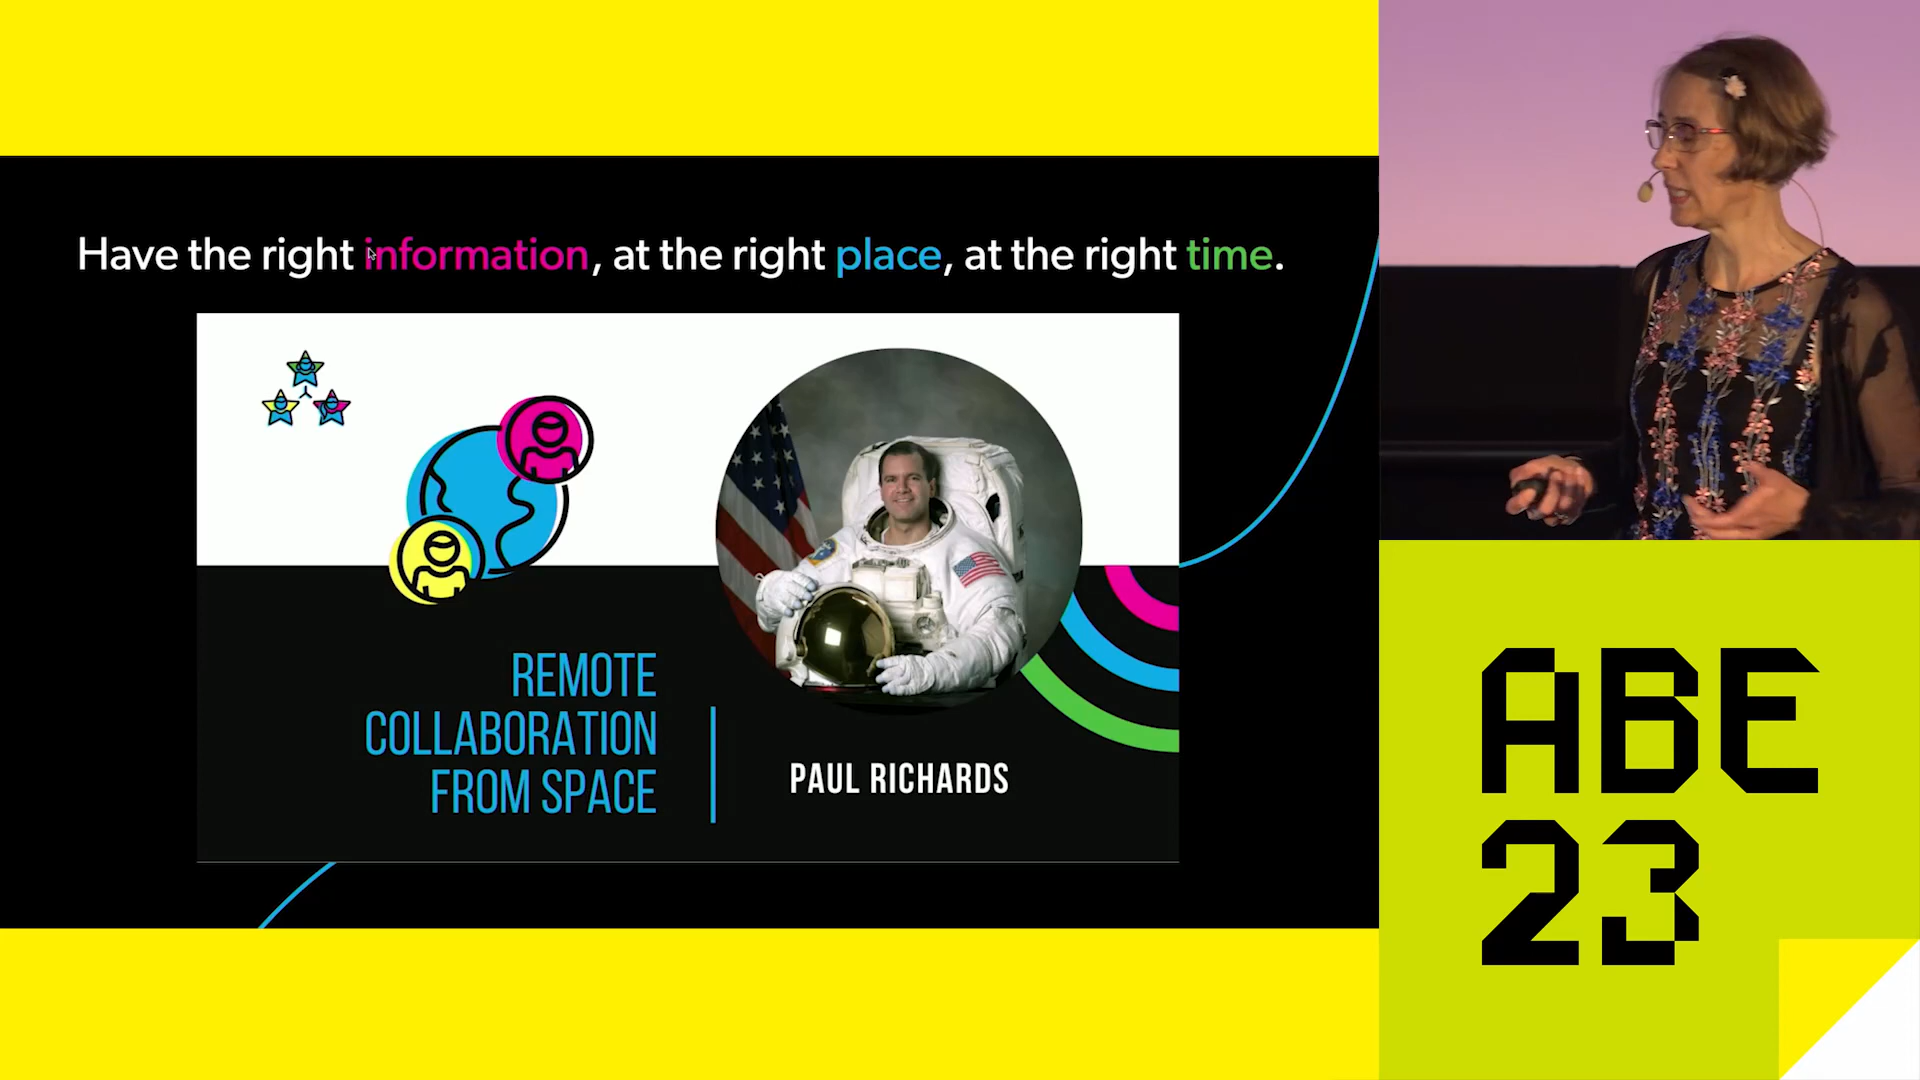 Have the right information, at the right place, at the right time.
REMOTE
COLLABORATION
FROM SPACE
PAUL RICHARDS
ABE
23